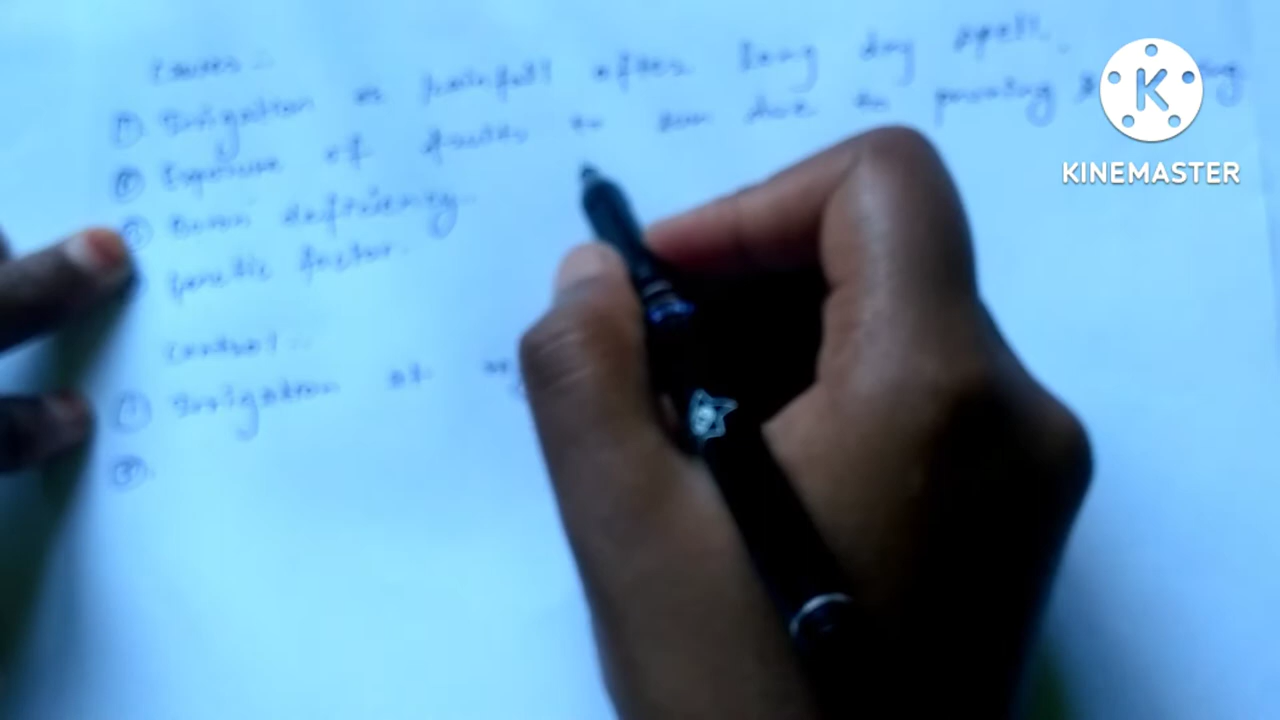 Causes :-
① Irrigation or rainfall after long dry spell.
② Exposure of fruits to sun due to pruning &
③ Boron deficiency.
Genetic factor.
Control :-
① Irrigation at
②.
K
KINEMASTER